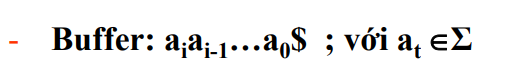 - Buffer: aᵢaᵢ₋₁…a₀$ ; với aₜ ∈Σ